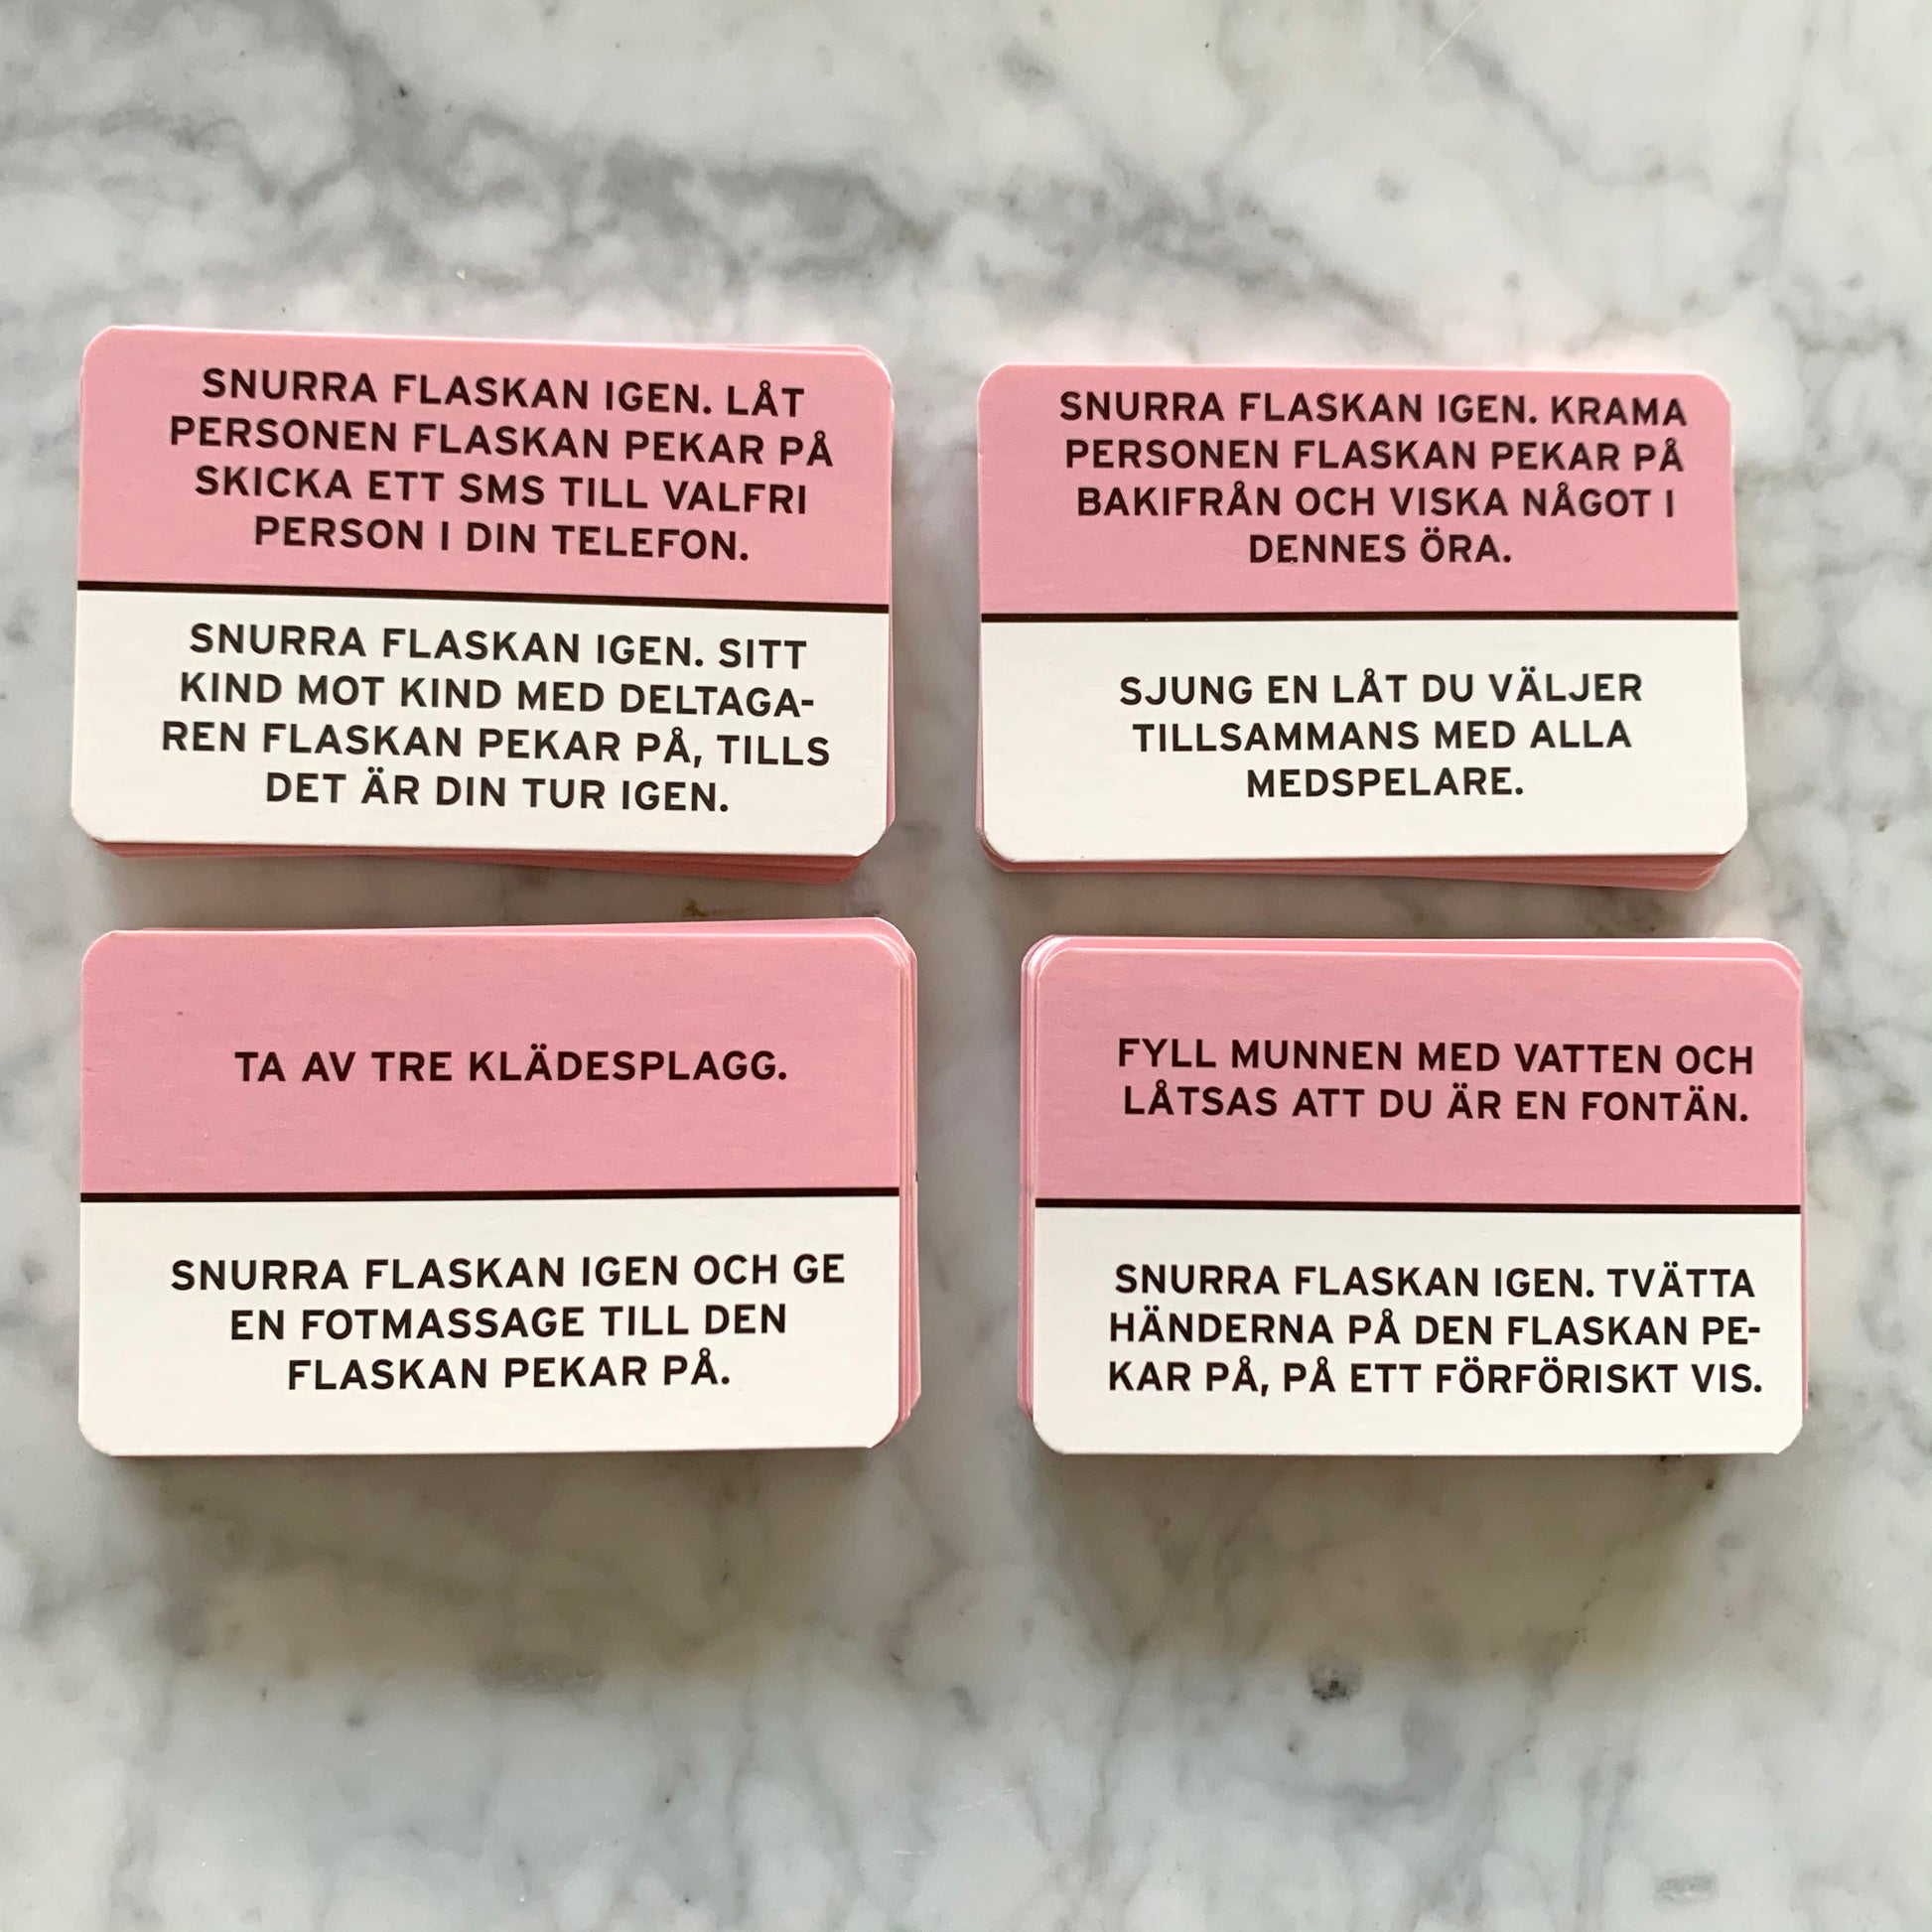 SNURRA FLASKAN IGEN. LÅT
PERSONEN FLASKAN PEKAR PÅ
SKICKA ETT SMS TILL VALFRI
PERSON I DIN TELEFON.
SNURRA FLASKAN IGEN. SITT
KIND MOT KIND MED DELTAGA-
REN FLASKAN PEKAR PÅ, TILLS
DET ÄR DIN TUR IGEN.
SNURRA FLASKAN IGEN. KRAMA
PERSONEN FLASKAN PEKAR PÅ
BAKIFRÅN OCH VISKA NÅGOT I
DENNES ÖRA.
SJUNG EN LÅT DU VÄLJER
TILLSAMMANS MED ALLA
MEDSPELARE.
TA AV TRE KLÄDESPLAGG.
SNURRA FLASKAN IGEN OCH GE
EN FOTMASSAGE TILL DEN
FLASKAN PEKAR PÅ.
FYLL MUNNEN MED VATTEN OCH
LÅTSAS ATT DU ÄR EN FONTÄN.
SNURRA FLASKAN IGEN. TVÄTTA
HÄNDERNA PÅ DEN FLASKAN PE-
KAR PÅ, PÅ ETT FÖRFÖRISKT VIS.